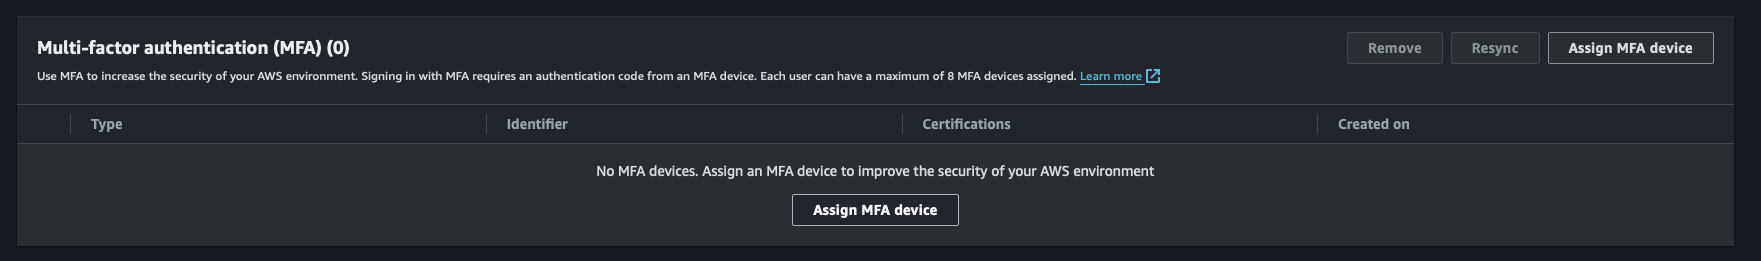 Multi-factor authentication (MFA) (0)
Remove
Resync
Assign MFA device
Use MFA to increase the security of your AWS environment. Signing in with MFA requires an authentication code from an MFA device. Each user can have a maximum of 8 MFA devices assigned. Learn more
Type
Identifier
Certifications
Created on
No MFA devices. Assign an MFA device to improve the security of your AWS environment
Assign MFA device